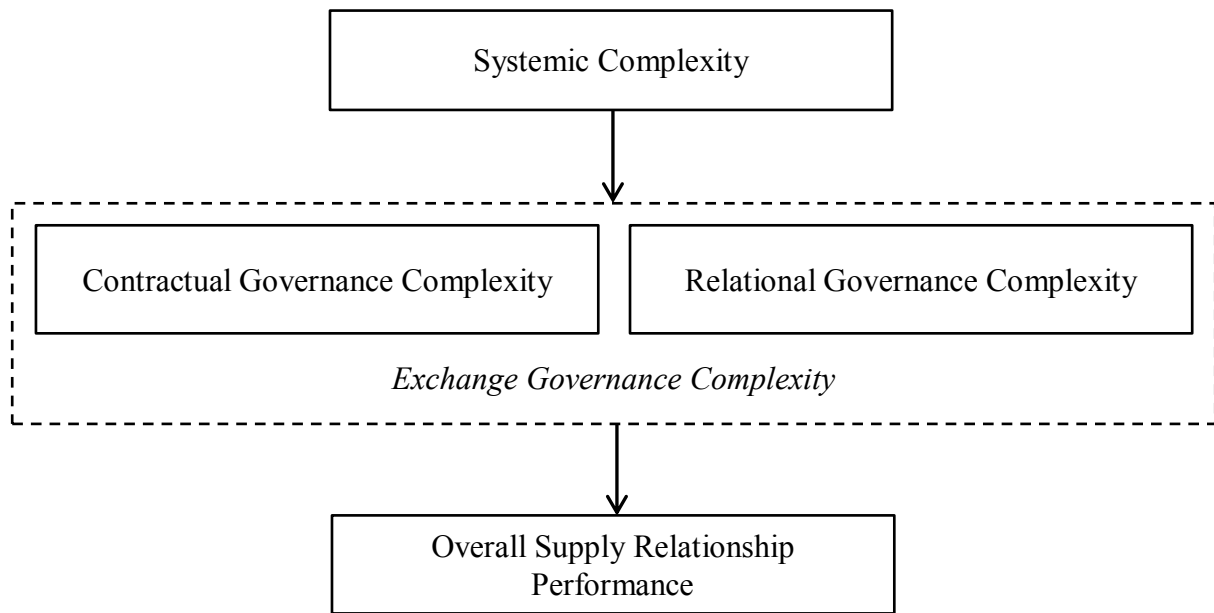 Systemic Complexity
Contractual Governance Complexity
Relational Governance Complexity
Exchange Governance Complexity
Overall Supply Relationship
Performance